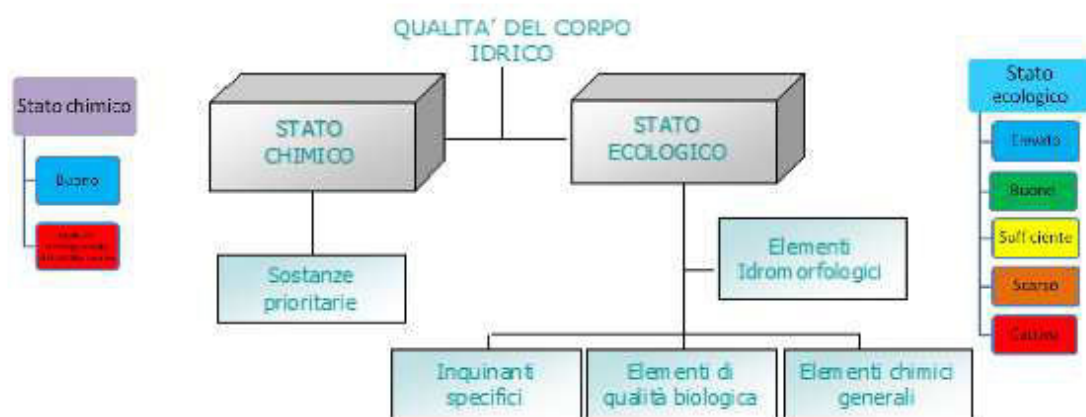 QUALITA' DEL CORPO
IDRICO
Stato chimico
Buono
STATO
CHIMICO
STATO
ECOLOGICO
Sostanze
prioritarie
Elementi
Idromorfologici
Inquinanti
specifici
Elementi di
qualità biologica
Elementi chimici
generali
Stato
ecologico
Elevato
Buono
Sufficiente
Scarso
Cattivo